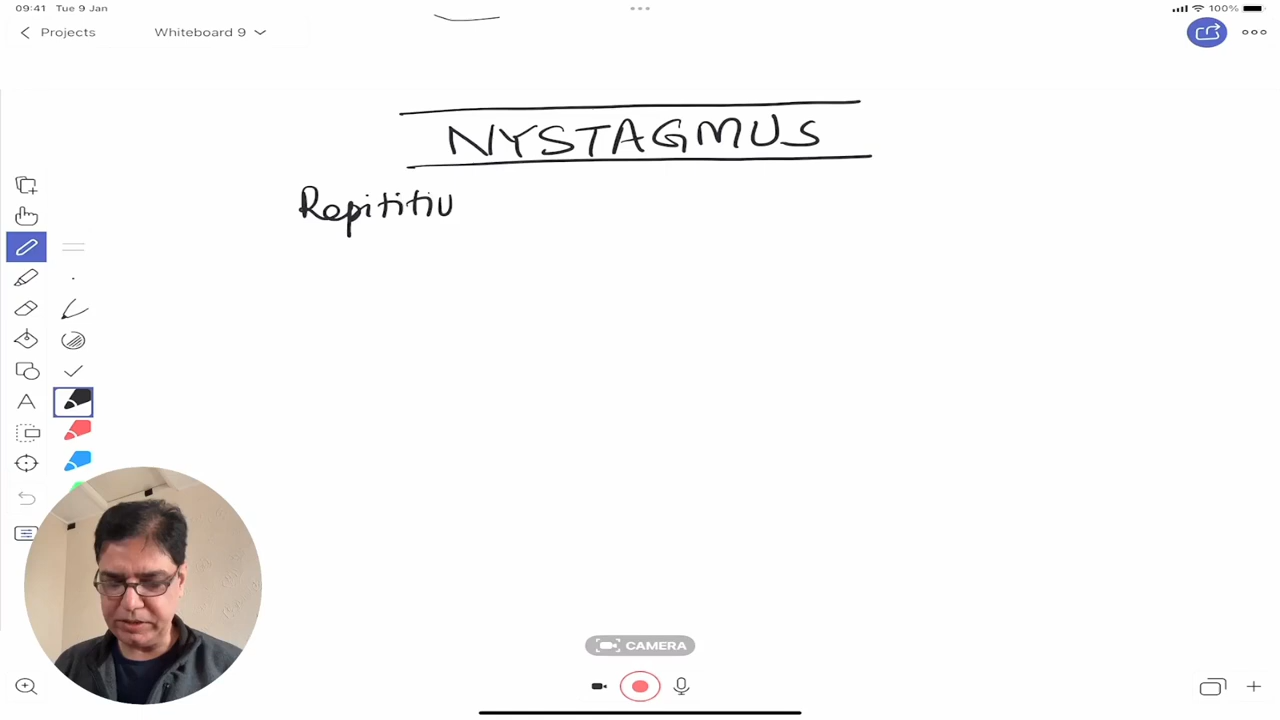 09:41 Tue 9 Jan
100%
Projects
Whiteboard 9
NYSTAGMUS
Repititiv
A
CAMERA